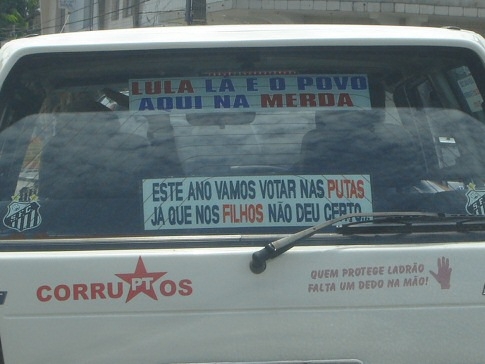 LULA LÁ E O POVO
AQUI NA MERDA
ESTE ANO VAMOS VOTAR NAS PUTAS
JÁ QUE NOS FILHOS NÃO DEU CERTO
CORRUPTOS
QUEM PROTEGE LADRÃO
FALTA UM DEDO NA MÃO!